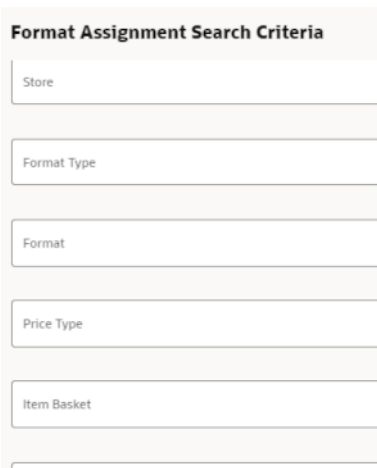 Format Assignment Search Criteria
Store
Format Type
Format
Price Type
Item Basket